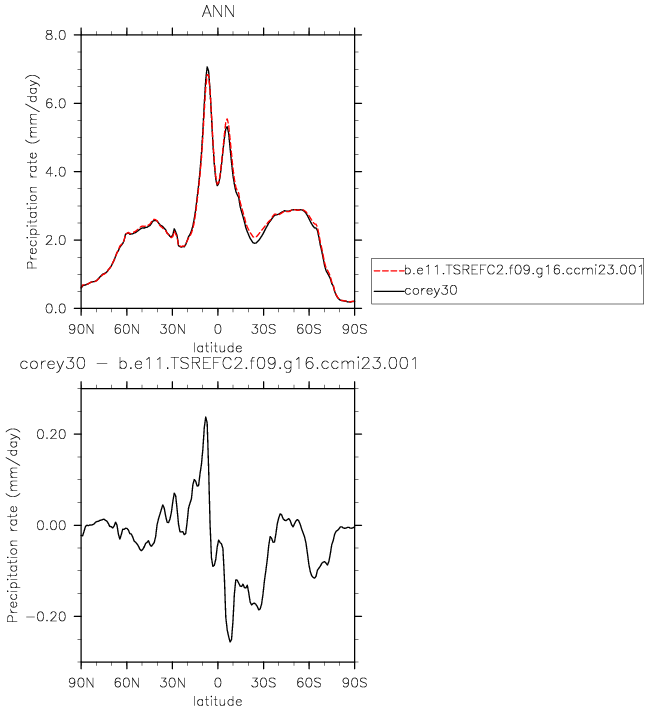 ANN
Precipitation rate (mm/day)
8.0
6.0
4.0
2.0
0.0
90N 60N 30N 0 30S 60S 90S
latitude
b.e11.TSREFC2.f09.g16.ccmi23.001
corey30
corey30 − b.e11.TSREFC2.f09.g16.ccmi23.001
Precipitation rate (mm/day)
0.20
0.00
−0.20
90N 60N 30N 0 30S 60S 90S
latitude